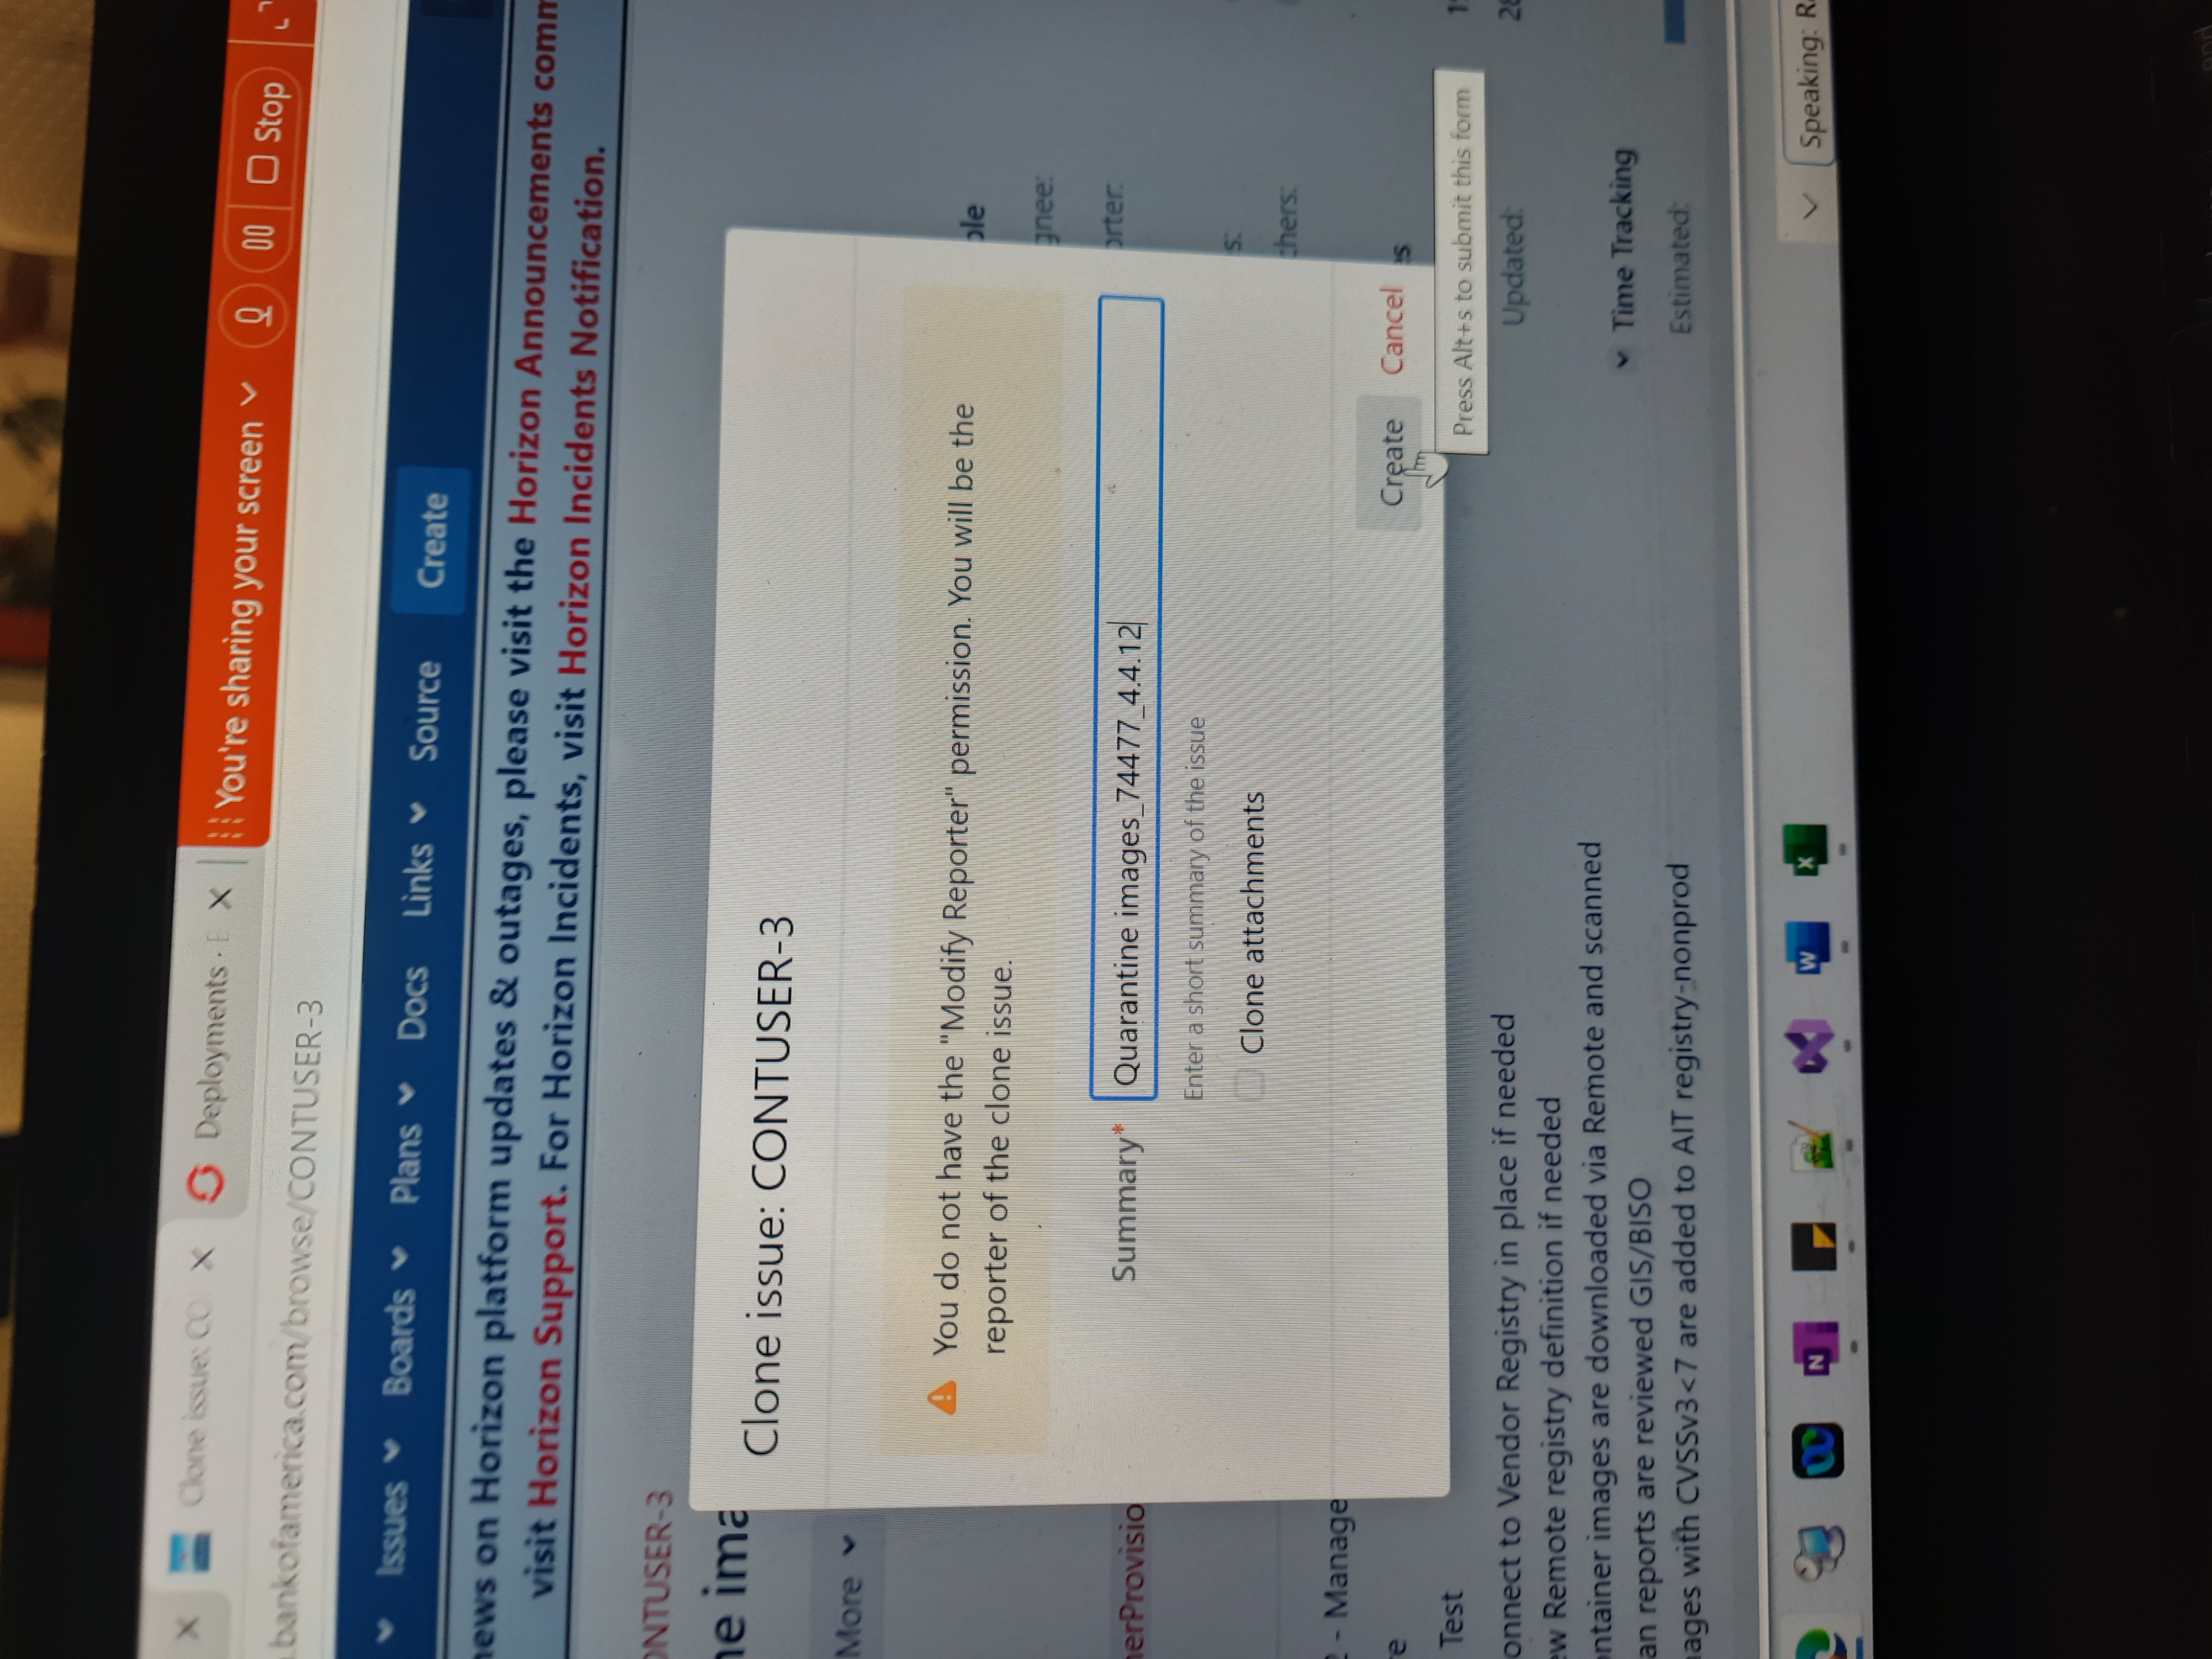 Clone issue: CO
Deployments ·
You're sharing your screen
Stop
.bankofamerica.com/browse/CONTUSER-3
Issues
Boards
Plans
Docs
Links
Source
Create
news on Horizon platform updates & outages, please visit the Horizon Announcements comm
visit Horizon Support. For Horizon Incidents, visit Horizon Incidents Notification.
ONTUSER-3
ne ima
More
Clone issue: CONTUSER-3
You do not have the "Modify Reporter" permission. You will be the
reporter of the clone issue.
ple
gnee:
orter:
Summary*
Quarantine images_74477_4.4.12
nerProvisio
Enter a short summary of the issue
s:
Clone attachments
chers:
2 - Manage
re
Create
Cancel
es
Test
Press Alt+s to submit this form
onnect to Vendor Registry in place if needed
Updated:
ew Remote registry definition if needed
ontainer images are downloaded via Remote and scanned
Time Tracking
an reports are reviewed GIS/BISO
ages with CVSSv3<7 are added to AIT registry-nonprod
Estimated:
N
W
X
Speaking: R